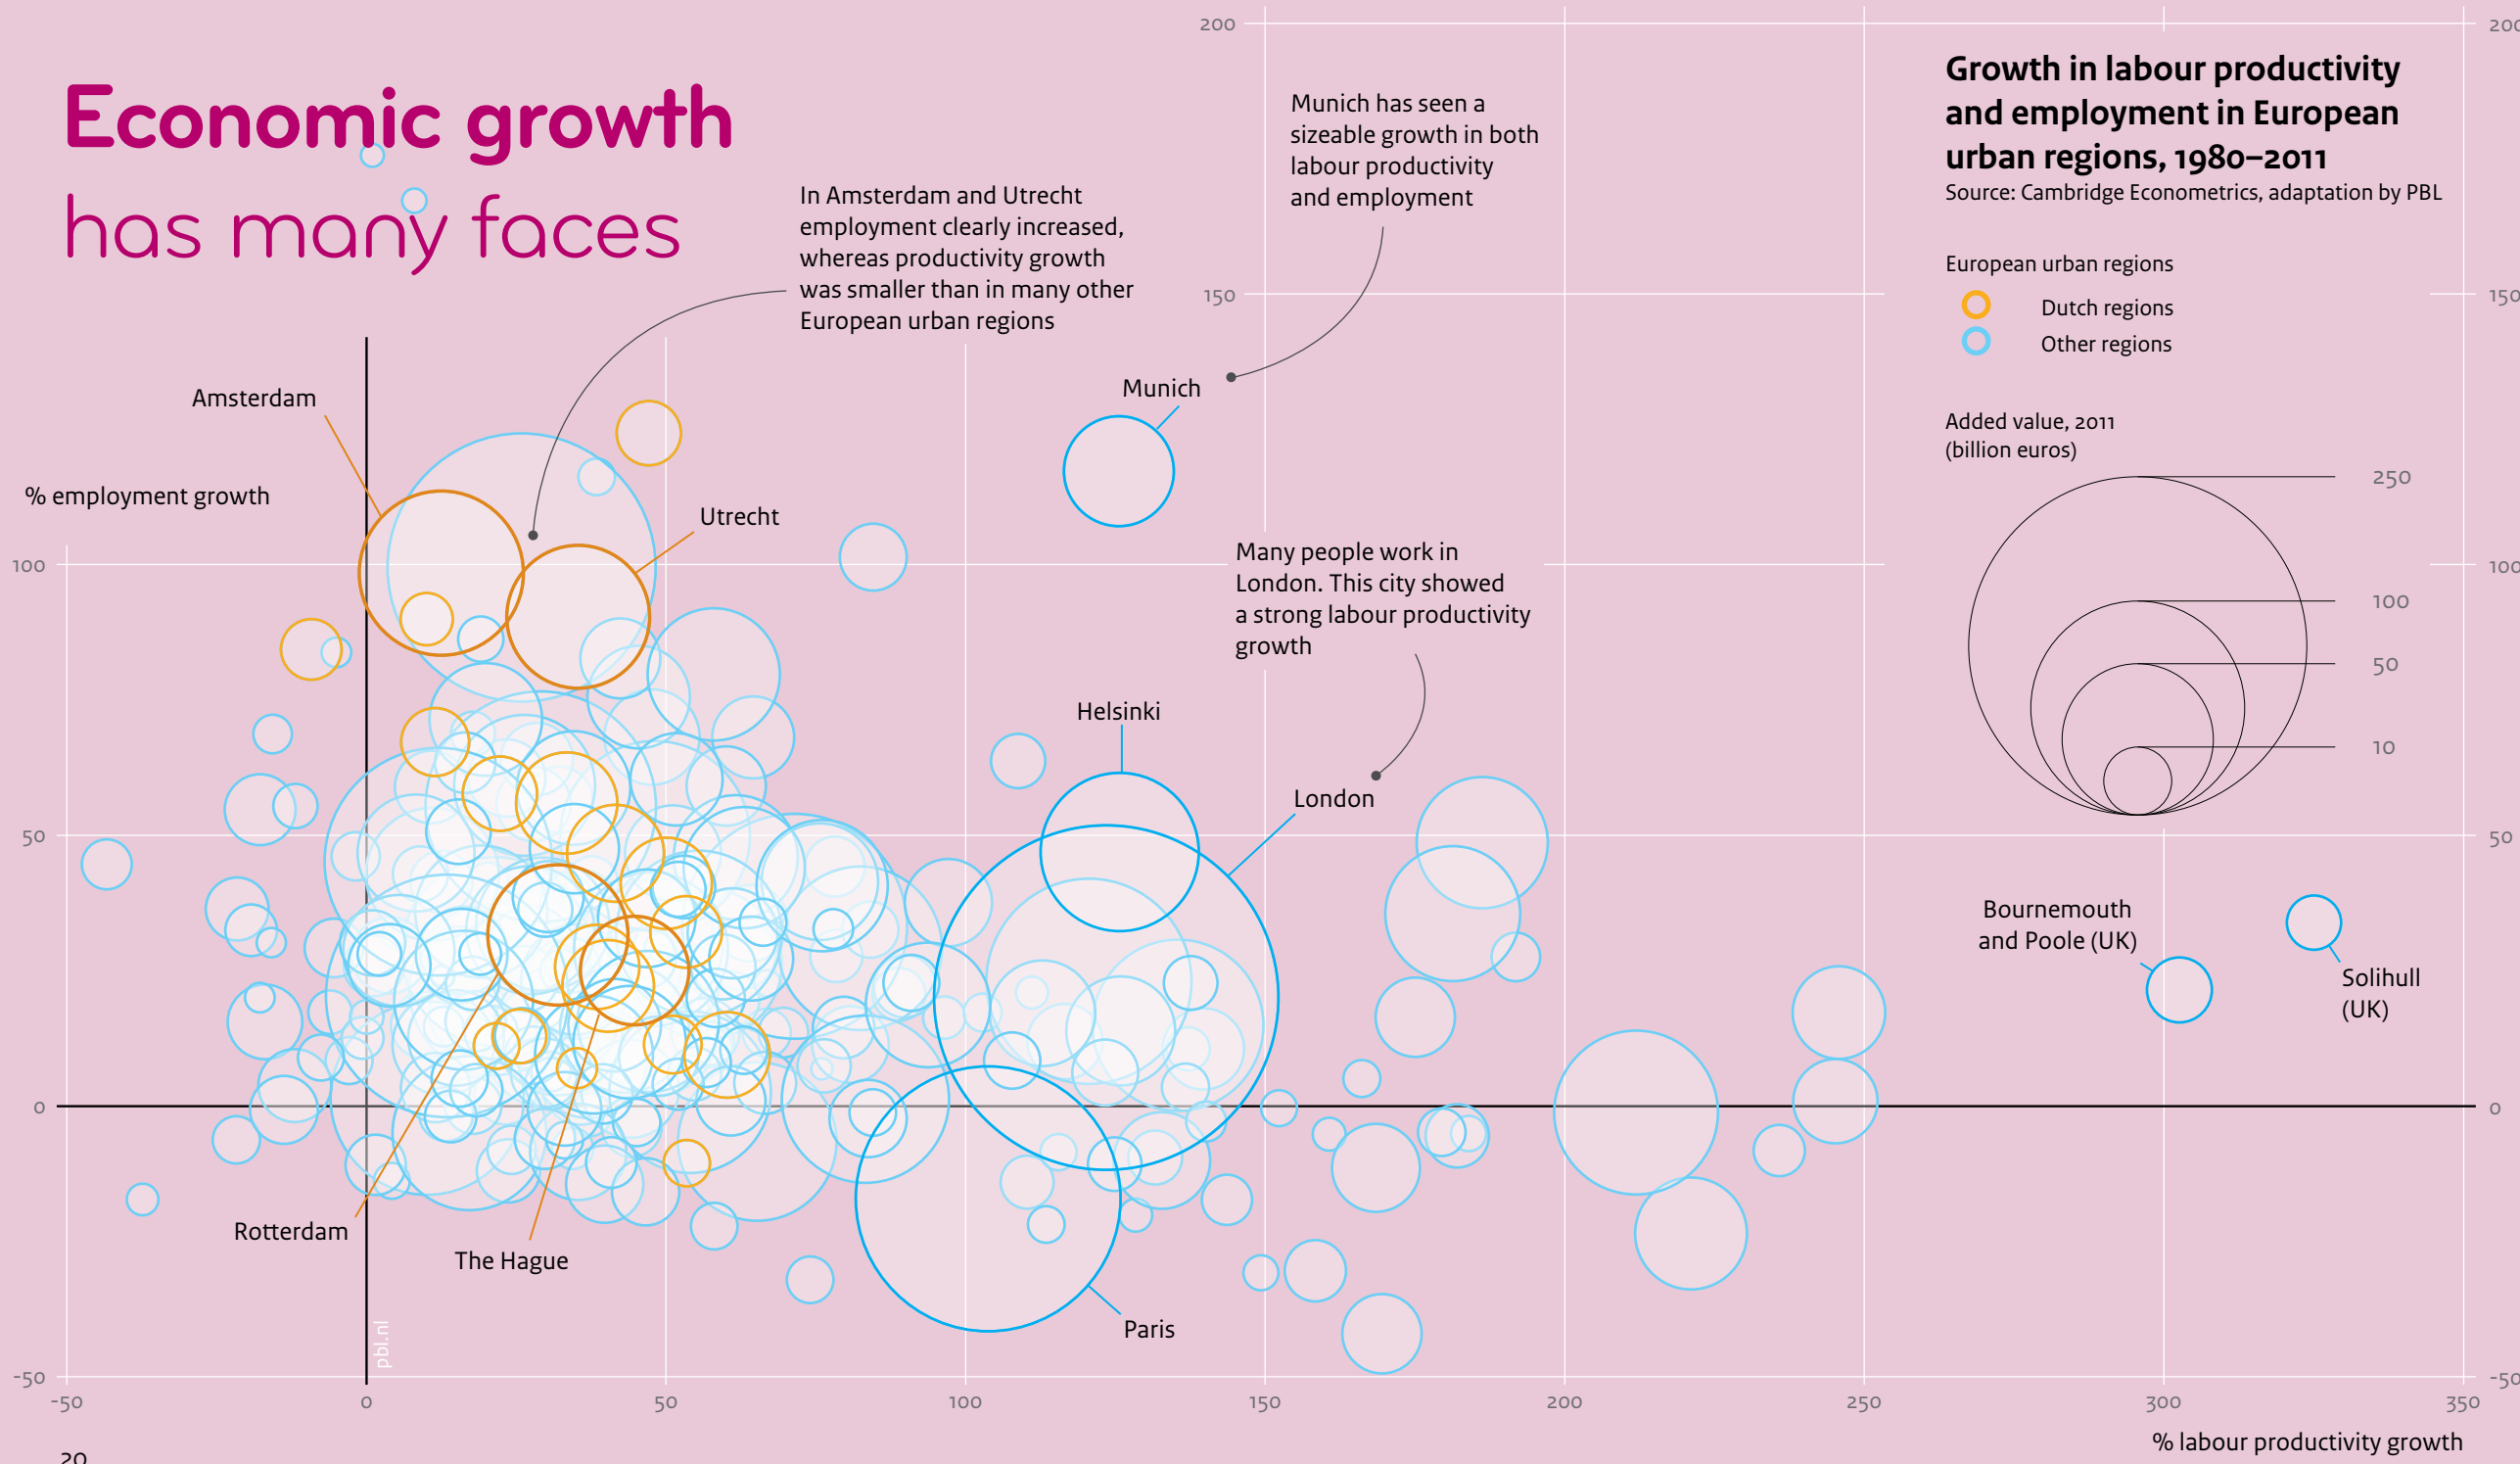 Economic growth
has many faces
Growth in labour productivity
and employment in European
urban regions, 1980–2011
Source: Cambridge Econometrics, adaptation by PBL
European urban regions
Dutch regions
Other regions
Added value, 2011
(billion euros)
250
100
50
10
Munich has seen a
sizeable growth in both
labour productivity
and employment
In Amsterdam and Utrecht
employment clearly increased,
whereas productivity growth
was smaller than in many other
European urban regions
Many people work in
London. This city showed
a strong labour productivity
growth
Amsterdam
Utrecht
Munich
Helsinki
London
Bournemouth
and Poole (UK)
Solihull
(UK)
Rotterdam
The Hague
Paris
% employment growth
200
150
100
50
0
-50
200
150
100
50
0
-50
-50
0
50
100
150
200
250
300
350
% labour productivity growth
pbl.nl
20